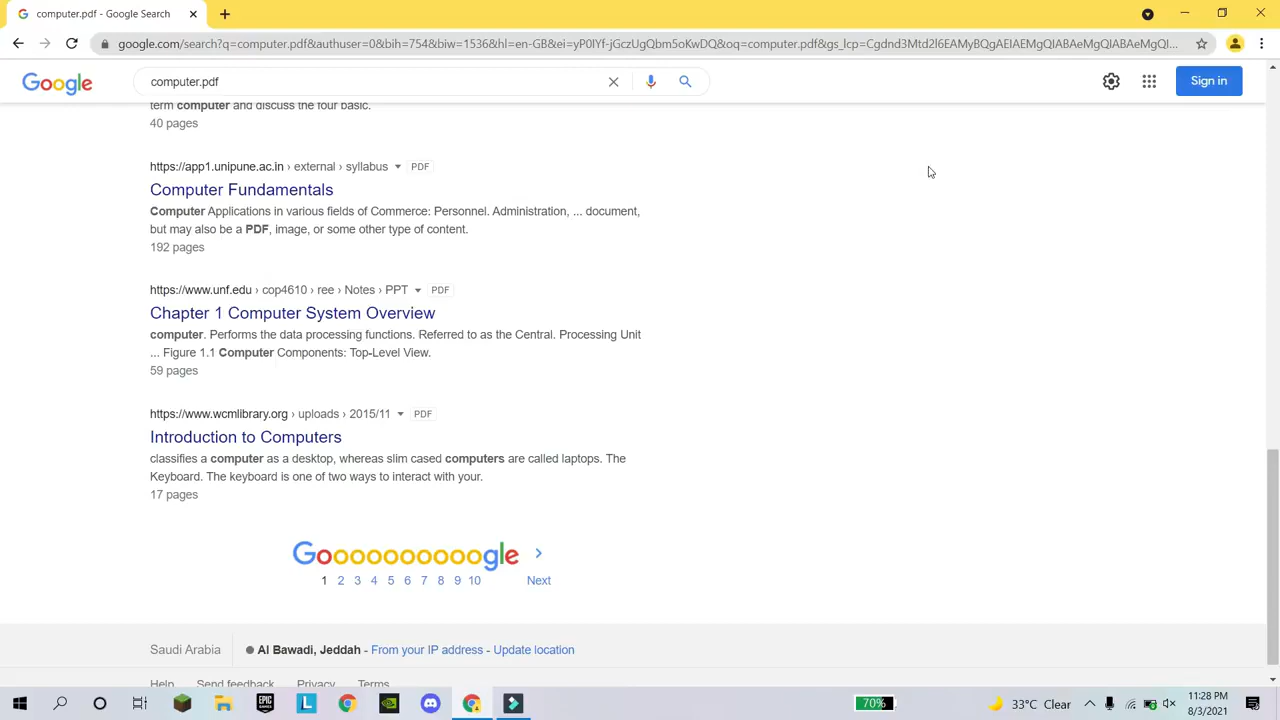 computer.pdf - Google Search
google.com/search?q=computer.pdf&authuser=0&bih=754&biw=1536&hl=en-GB&ei=
Google
computer.pdf
Sign in
term computer and discuss the four basic.
40 pages
https://app1.unipune.ac.in › external › syllabus PDF
Computer Fundamentals
Computer Applications in various fields of Commerce: Personnel. Administration, ... document,
but may also be a PDF, image, or some other type of content.
192 pages
https://www.unf.edu › cop4610 › ree › Notes › PPT PDF
Chapter 1 Computer System Overview
computer. Performs the data processing functions. Referred to as the Central. Processing Unit
... Figure 1.1 Computer Components: Top-Level View.
59 pages
https://www.wcmlibrary.org › uploads › 2015/11 PDF
Introduction to Computers
classifies a computer as a desktop, whereas slim cased computers are called laptops. The
Keyboard. The keyboard is one of two ways to interact with your.
17 pages
Goooooooooogle >
1 2 3 4 5 6 7 8 9 10 Next
Saudi Arabia Al Bawadi, Jeddah - From your IP address - Update location
Help Send feedback Privacy Terms
EPIC GAMES L 70% 33°C Clear 11:28 PM
8/3/2021